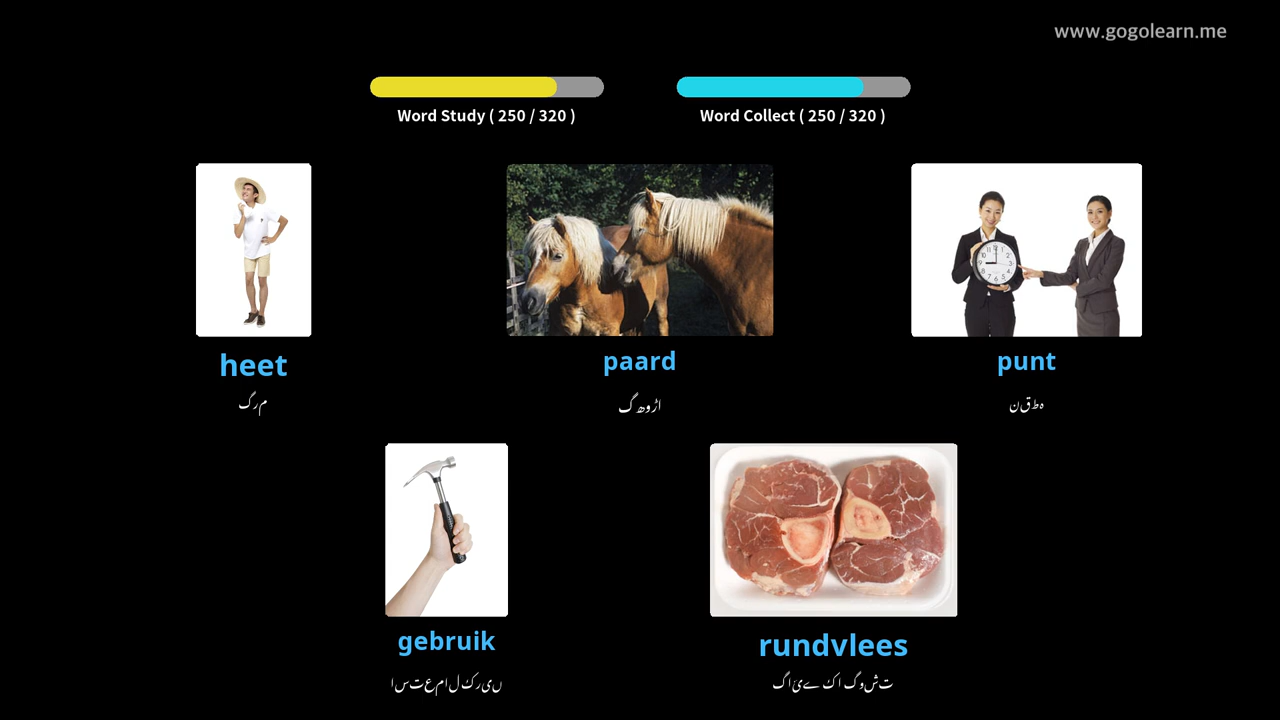 www.gogolearn.me
Word Study ( 250 / 320 )
Word Collect ( 250 / 320 )
heet
گرم
paard
گھوڑا
punt
نقطہ
gebruik
استعمال کریں
rundvlees
گائے کا گوشت